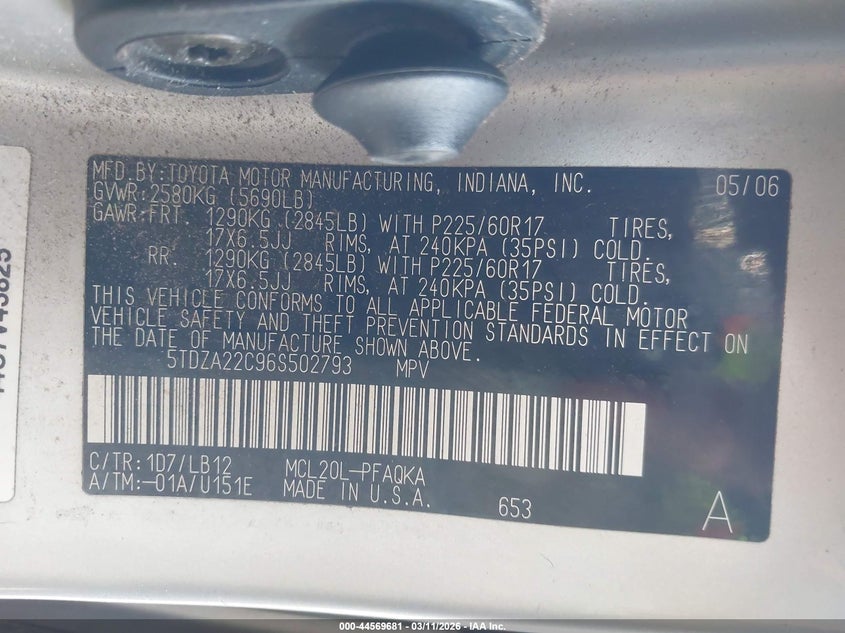 MFD.BY:TOYOTA MOTOR MANUFACTURING, INDIANA, INC. 05/06
GVWR:2580KG (5690LB)
GAWR:FRT. 1290KG (2845LB) WITH P225/60R17 TIRES,
17X6.5JJ RIMS, AT 240KPA (35PSI) COLD.
RR. 1290KG (2845LB) WITH P225/60R17 TIRES,
17X6.5JJ RIMS, AT 240KPA (35PSI) COLD.
THIS VEHICLE CONFORMS TO ALL APPLICABLE FEDERAL MOTOR
VEHICLE SAFETY AND THEFT PREVENTION STANDARDS IN EFFECT ON
THE DATE OF MANUFACTURE SHOWN ABOVE.
5TDZA22C96S502793 MPV
C/TR:1D7/LB12 MCL20L-PFAQKA
A/TM:-01A/U151E MADE IN U.S.A.
653 A
000-44569681 / 03/11/2026 - IAA Inc.